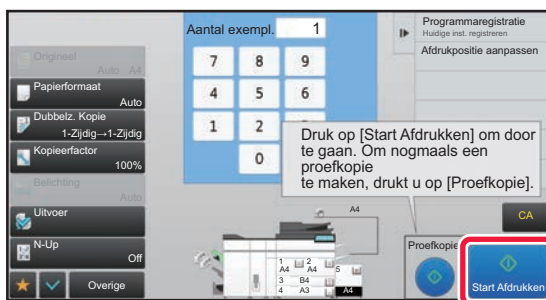 Aantal exempl.
1
Programmaregistratie
Huidige inst. registreren
Afdrukpositie aanpassen
Origineel
Auto A4
Papierformaat
Auto
Dubbelz. Kopie
1-Zijdig→1-Zijdig
Kopieerfactor
100%
Belichting
Auto
Uitvoer
N-Up
Off
Overige
7 8 9
4 5 6
1 2
0
Druk op [Start Afdrukken] om door
te gaan. Om nogmaals een
proefkopie
te maken, drukt u op [Proefkopie].
A4
1 2
A4 A4 5
3 B4
4 A3 A4
CA
Proefkopie
Start Afdrukken